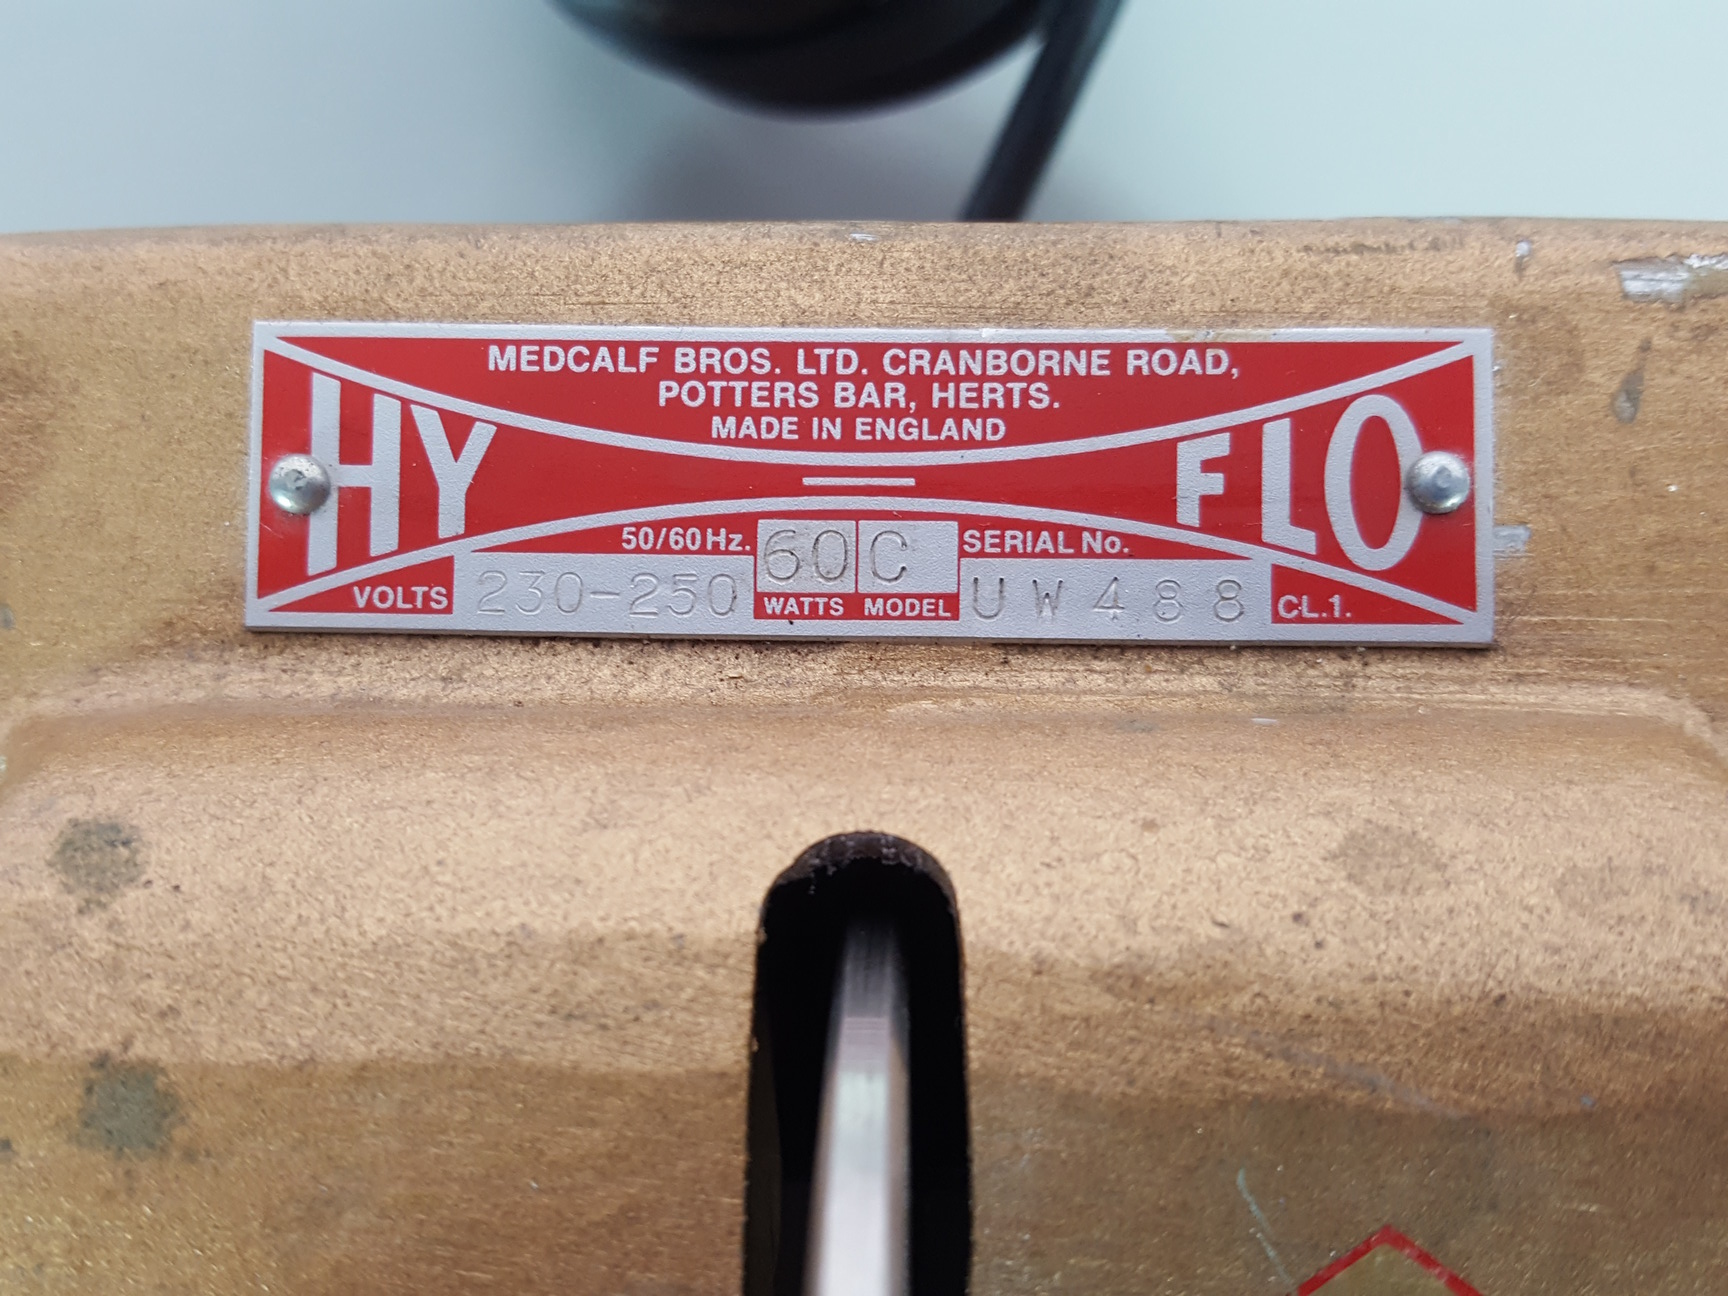 MEDCALF BROS. LTD. CRANBORNE ROAD,
POTTERS BAR, HERTS.
MADE IN ENGLAND
HY – FLO
50/60 Hz. 60 C SERIAL No.
VOLTS 230-250 WATTS MODEL UW488 CL.1.